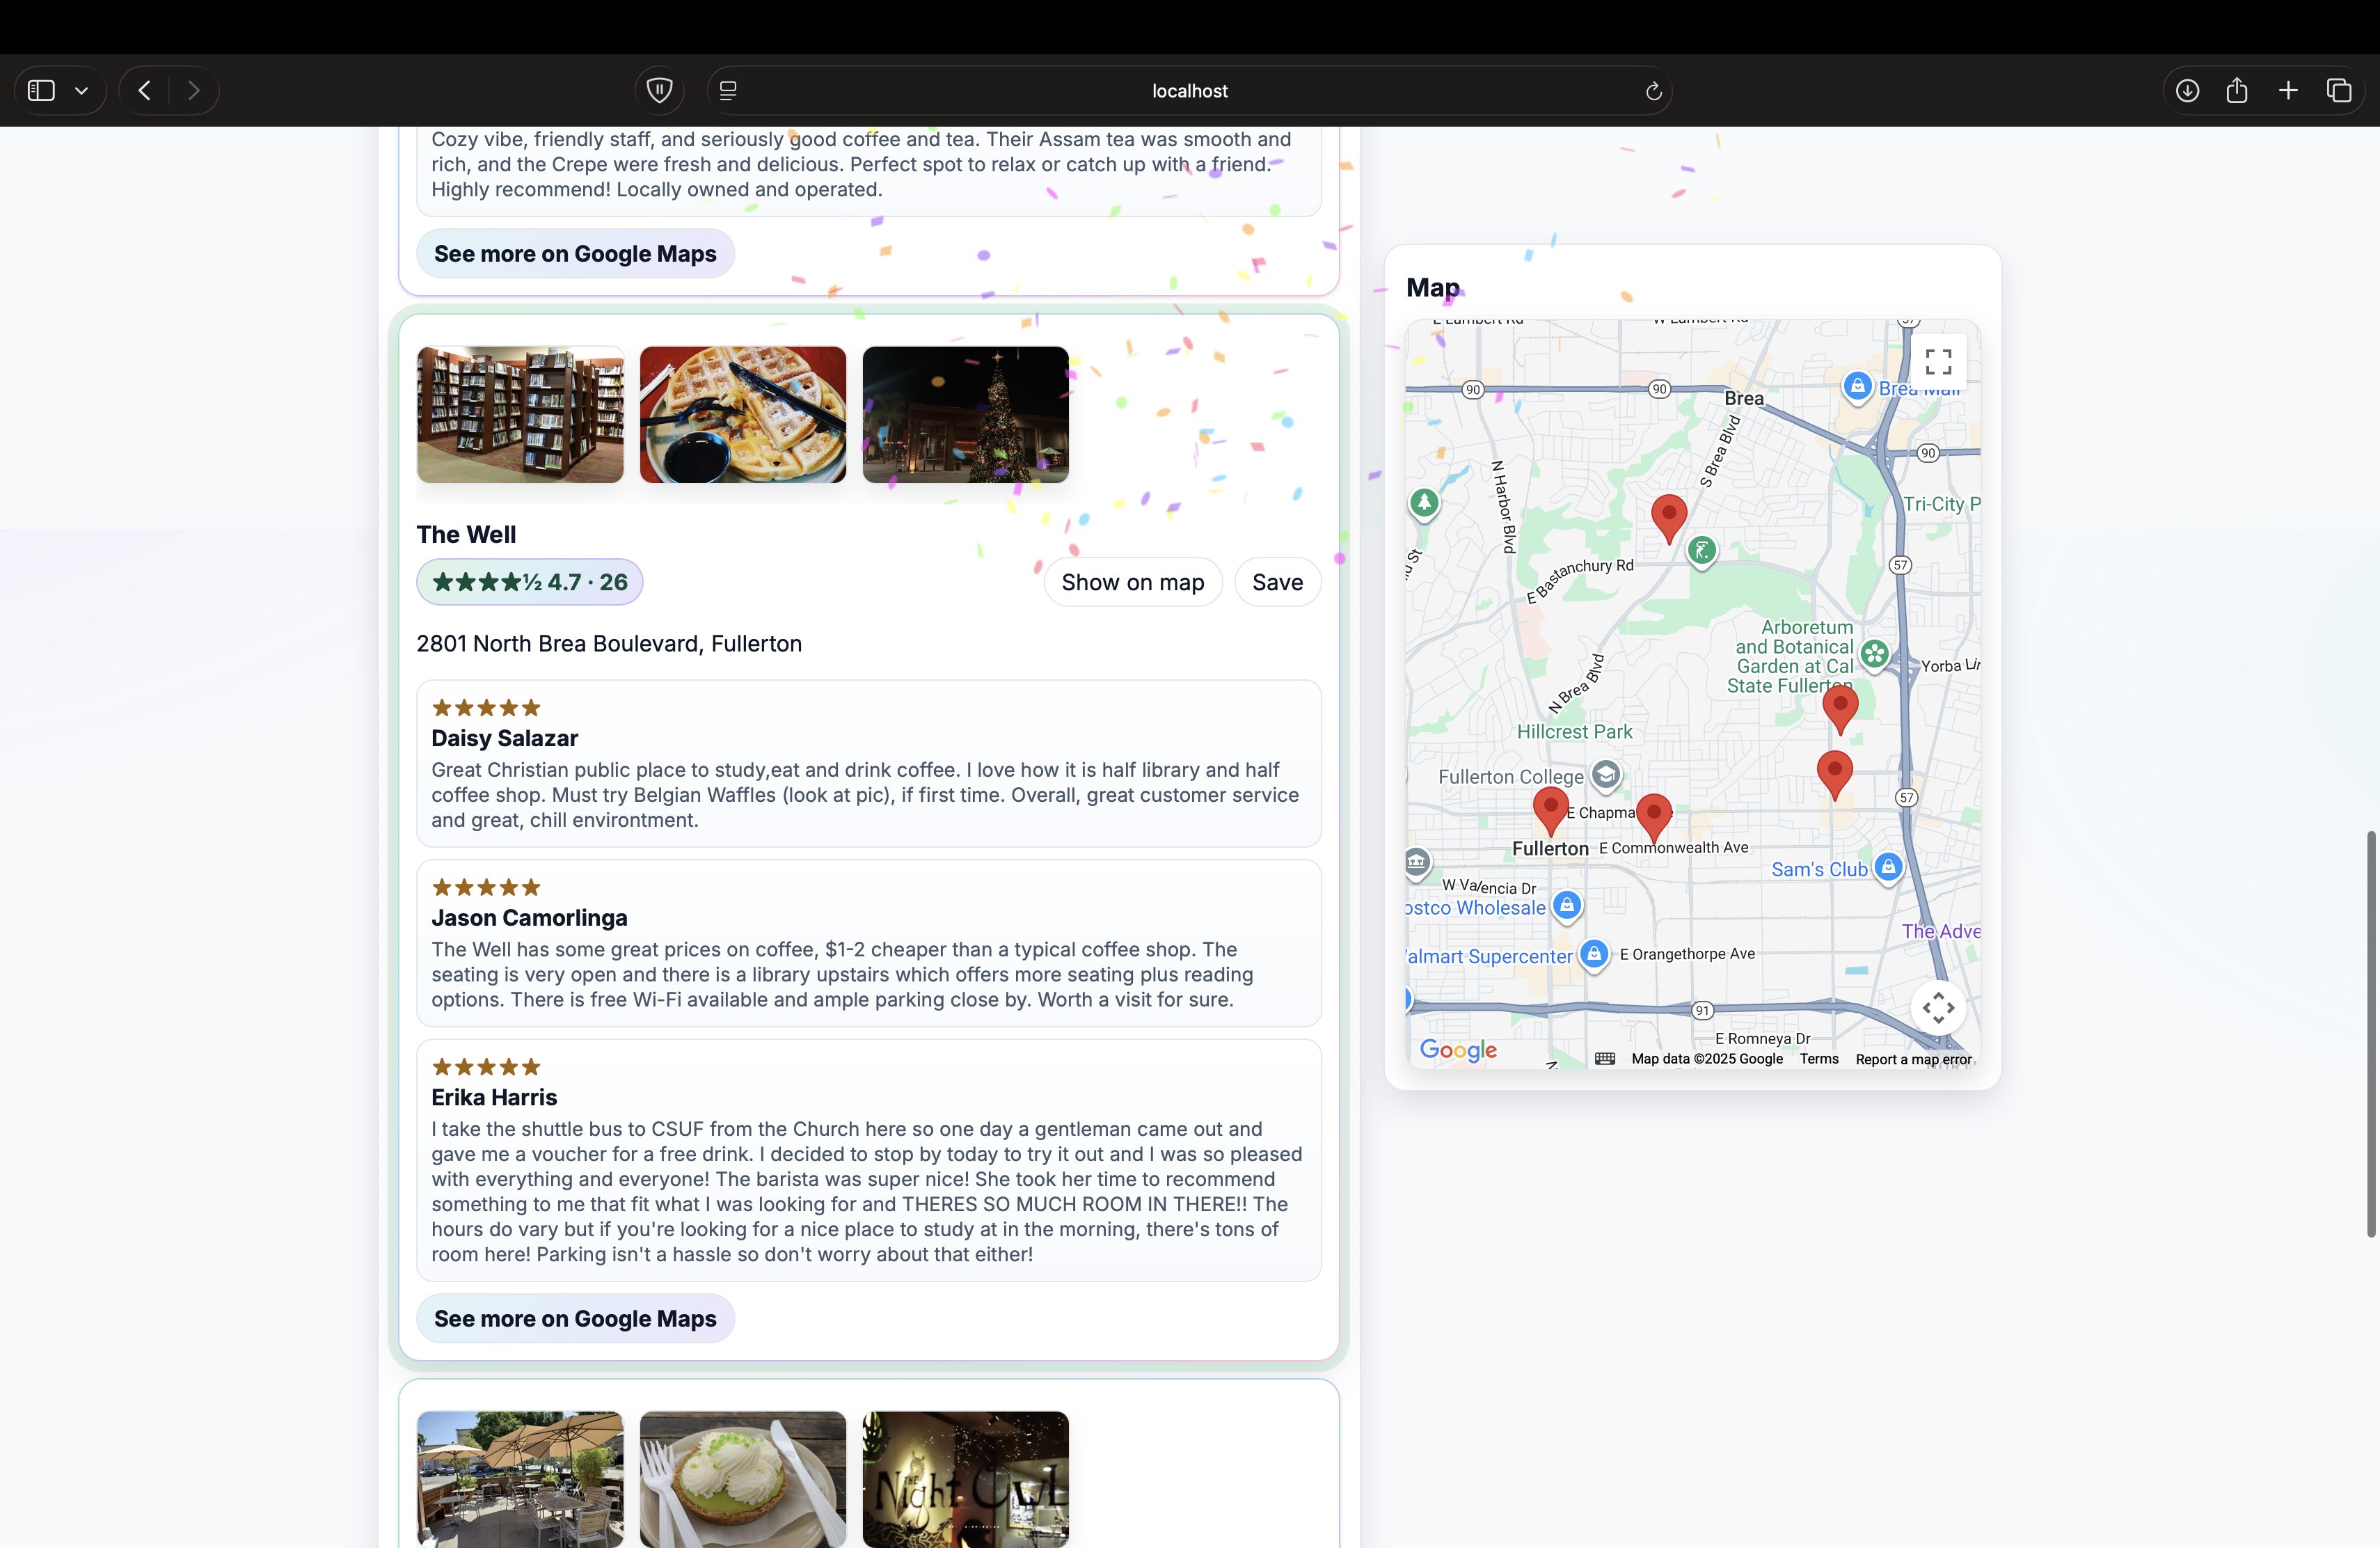 localhost
Cozy vibe, friendly staff, and seriously good coffee and tea. Their Assam tea was smooth and
rich, and the Crepe were fresh and delicious. Perfect spot to relax or catch up with a friend.
Highly recommend! Locally owned and operated.
See more on Google Maps
The Well
★★★★½ 4.7 · 26
Show on map
Save
2801 North Brea Boulevard, Fullerton
★★★★★
Daisy Salazar
Great Christian public place to study,eat and drink coffee. I love how it is half library and half
coffee shop. Must try Belgian Waffles (look at pic), if first time. Overall, great customer service
and great, chill environtment.
★★★★★
Jason Camorlinga
The Well has some great prices on coffee, $1-2 cheaper than a typical coffee shop. The
seating is very open and there is a library upstairs which offers more seating plus reading
options. There is free Wi-Fi available and ample parking close by. Worth a visit for sure.
★★★★★
Erika Harris
I take the shuttle bus to CSUF from the Church here so one day a gentleman came out and
gave me a voucher for a free drink. I decided to stop by today to try it out and I was so pleased
with everything and everyone! The barista was super nice! She took her time to recommend
something to me that fit what I was looking for and THERES SO MUCH ROOM IN THERE!! The
hours do vary but if you're looking for a nice place to study at in the morning, there's tons of
room here! Parking isn't a hassle so don't worry about that either!
See more on Google Maps
THE
Night Owl
Map
E Lambert Rd
W Lambert Rd
57
90
90
Brea
Brea Mall
90
S Brea Blvd
N Harbor Blvd
Tri-City P
E Bastanchury Rd
57
Arboretum
and Botanical
Garden at Cal
State Fullerton
Yorba Lin
N Brea Blvd
Hillcrest Park
Fullerton College
57
E Chapma
Fullerton
E Commonwealth Ave
Sam's Club
W Valencia Dr
ostco Wholesale
The Adve
almart Supercenter
E Orangethorpe Ave
91
E Romneya Dr
Google
Map data ©2025 Google
Terms
Report a map error